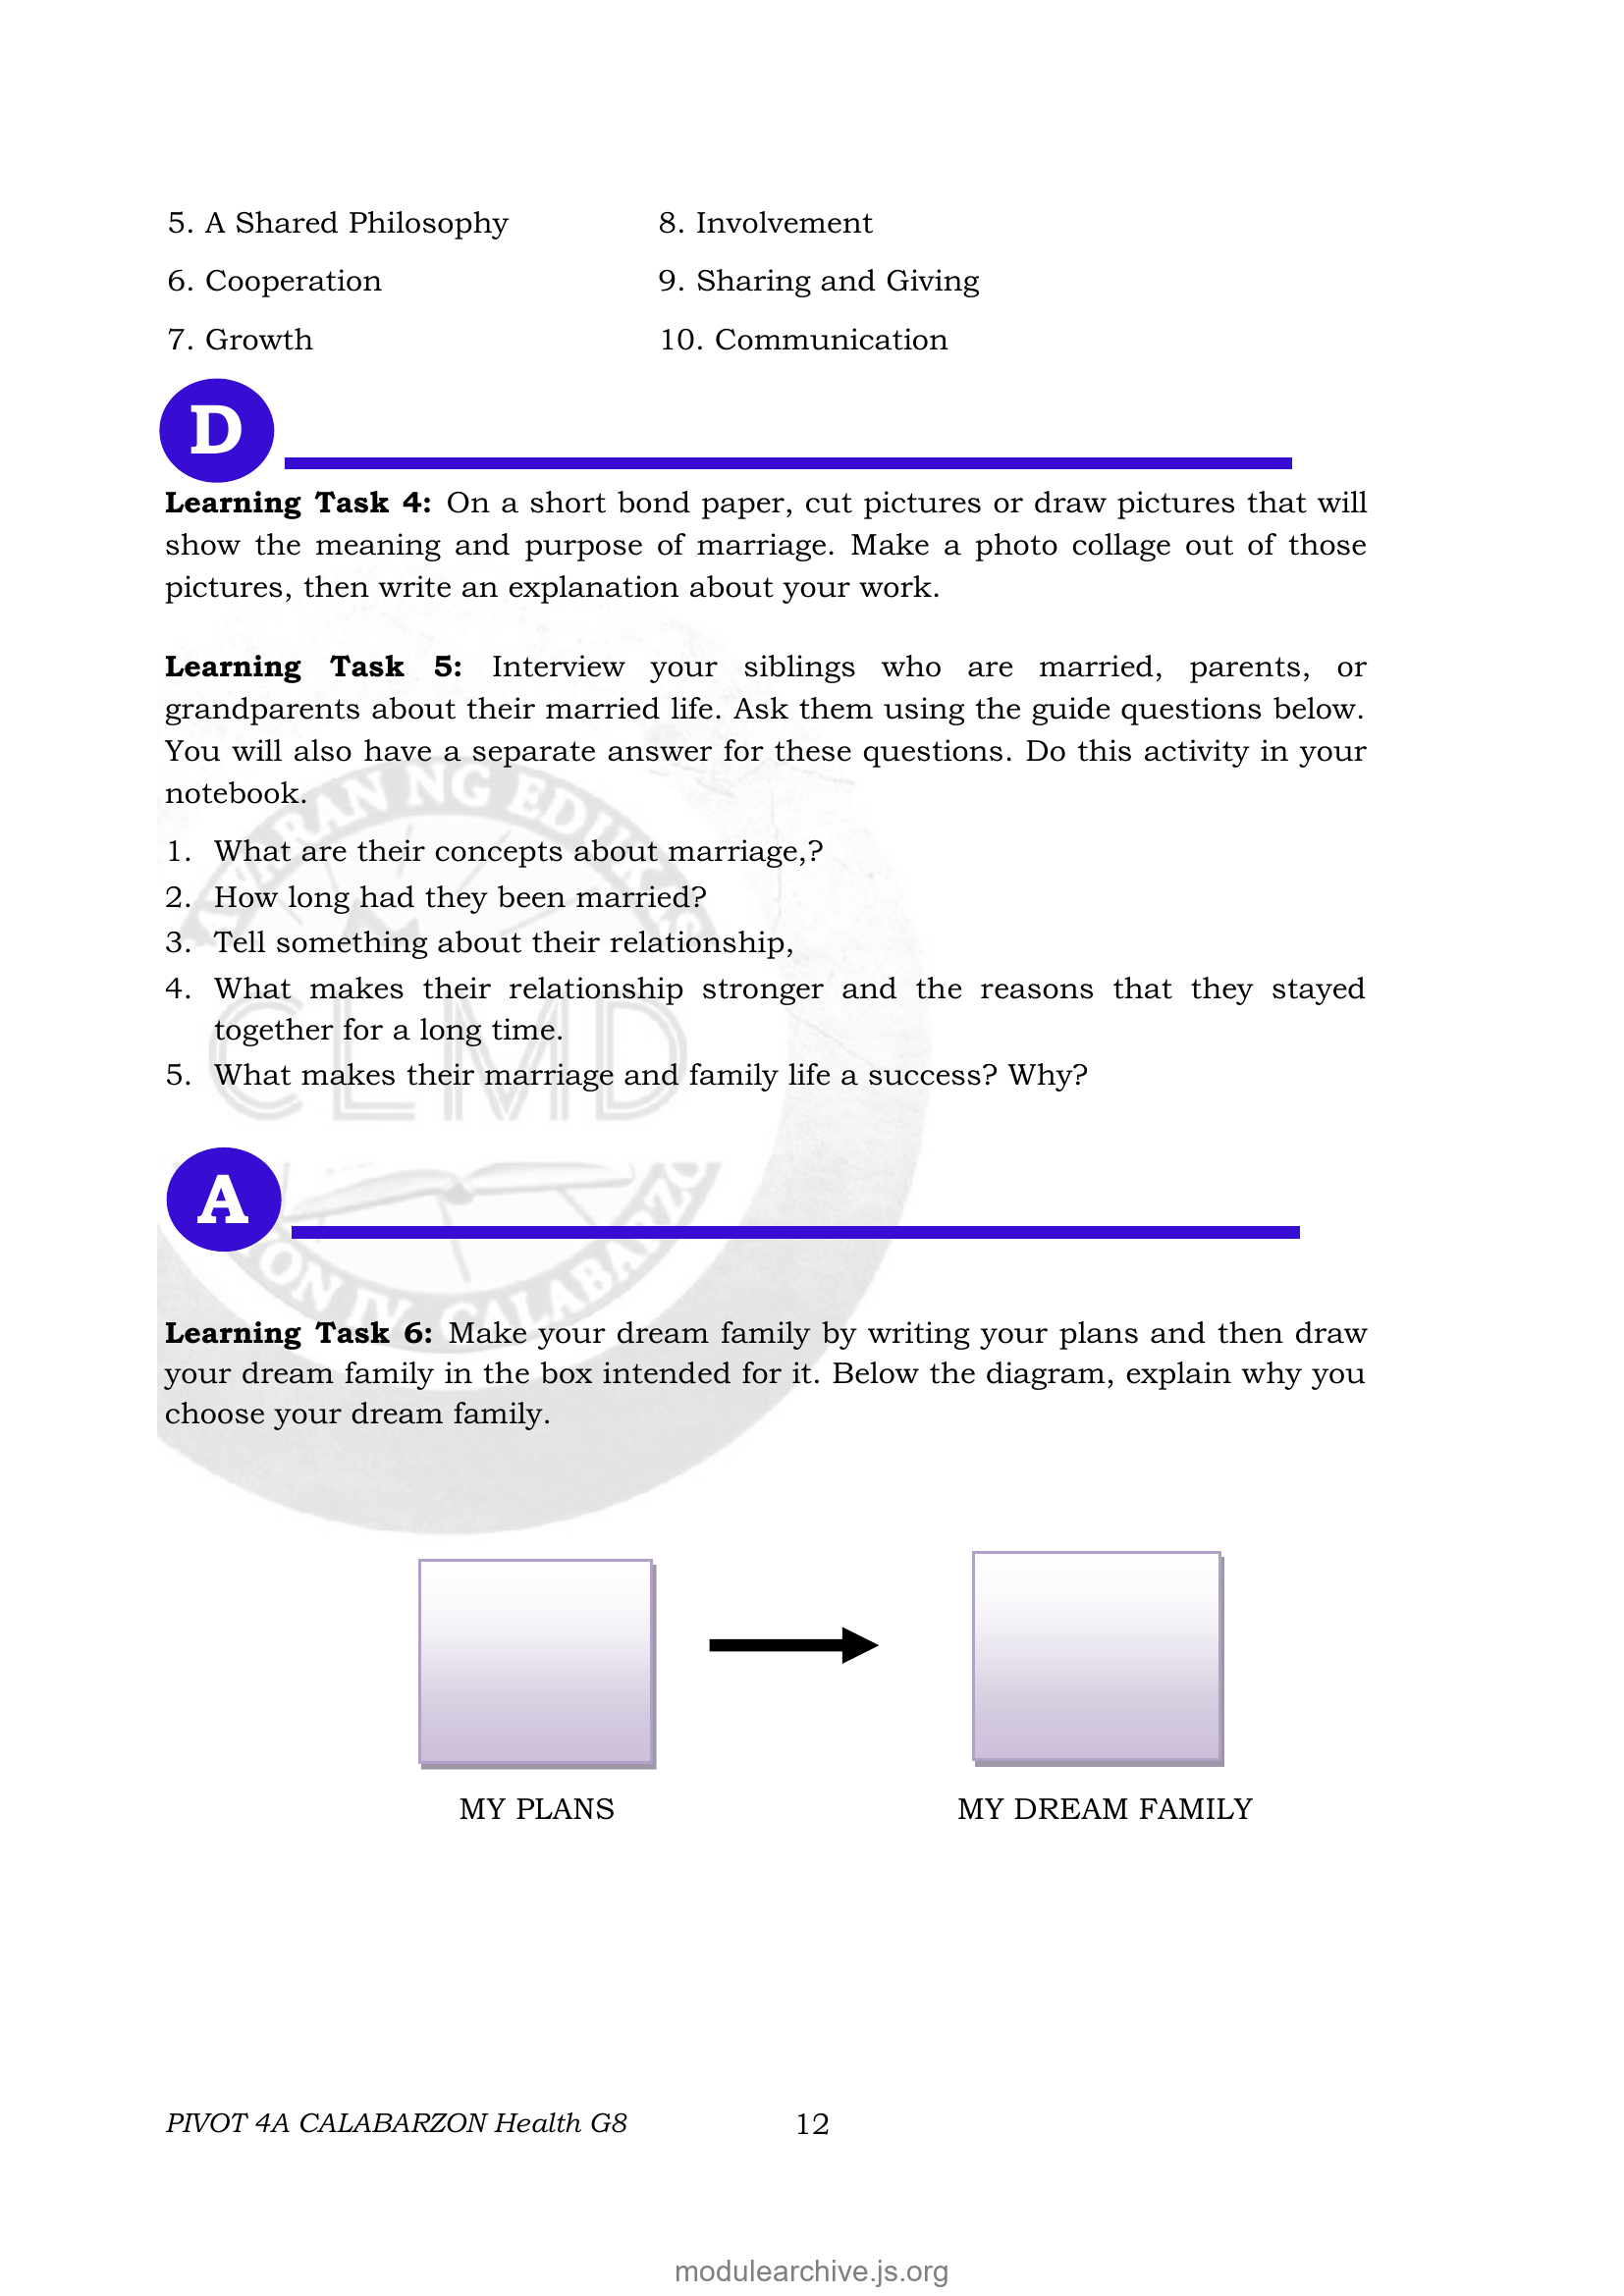 5. A Shared Philosophy
8. Involvement
6. Cooperation
9. Sharing and Giving
7. Growth
10. Communication
D
Learning Task 4: On a short bond paper, cut pictures or draw pictures that will
show the meaning and purpose of marriage. Make a photo collage out of those
pictures, then write an explanation about your work.
Learning Task 5: Interview your siblings who are married, parents, or
grandparents about their married life. Ask them using the guide questions below.
You will also have a separate answer for these questions. Do this activity in your
notebook.
1. What are their concepts about marriage,?
2. How long had they been married?
3. Tell something about their relationship,
4. What makes their relationship stronger and the reasons that they stayed
together for a long time.
5. What makes their marriage and family life a success? Why?
CLMD
A
Learning Task 6: Make your dream family by writing your plans and then draw
your dream family in the box intended for it. Below the diagram, explain why you
choose your dream family.
MY PLANS
MY DREAM FAMILY
PIVOT 4A CALABARZON Health G8
12
modulearchive.js.org